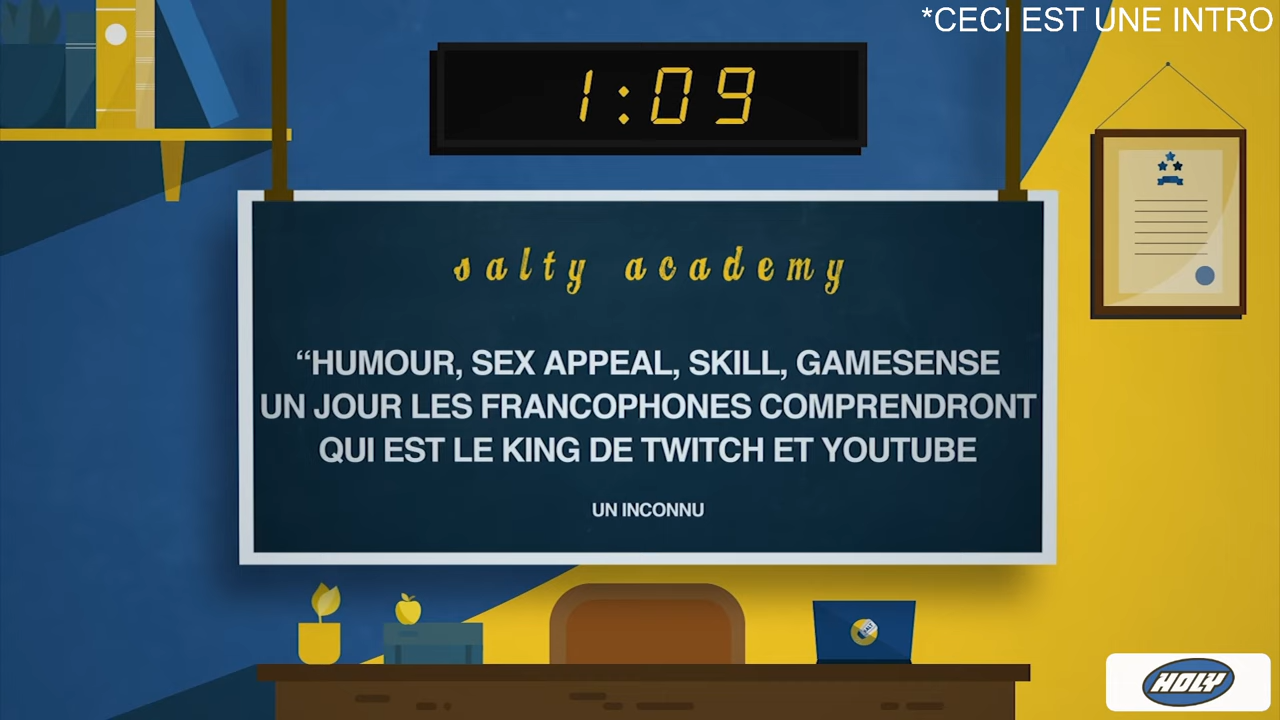 *CECI EST UNE INTRO
1:09
salty academy
“HUMOUR, SEX APPEAL, SKILL, GAMESENSE
UN JOUR LES FRANCOPHONES COMPRENDRONT
QUI EST LE KING DE TWITCH ET YOUTUBE
UN INCONNU
HOLY